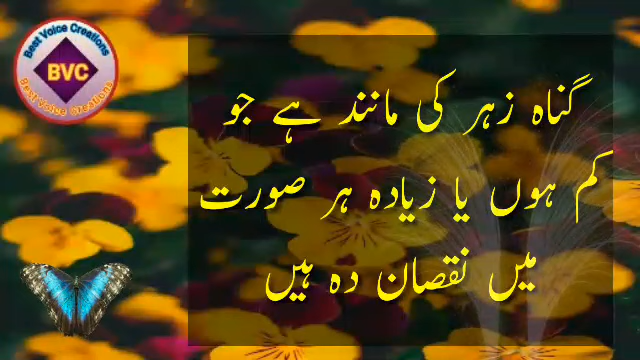 Best Voice Creations
BVC
Best Voice Creations
گناہ زہر کی مانند ہے جو
کم ہوں یا زیادہ ہر صورت
میں نقصان دہ ہیں